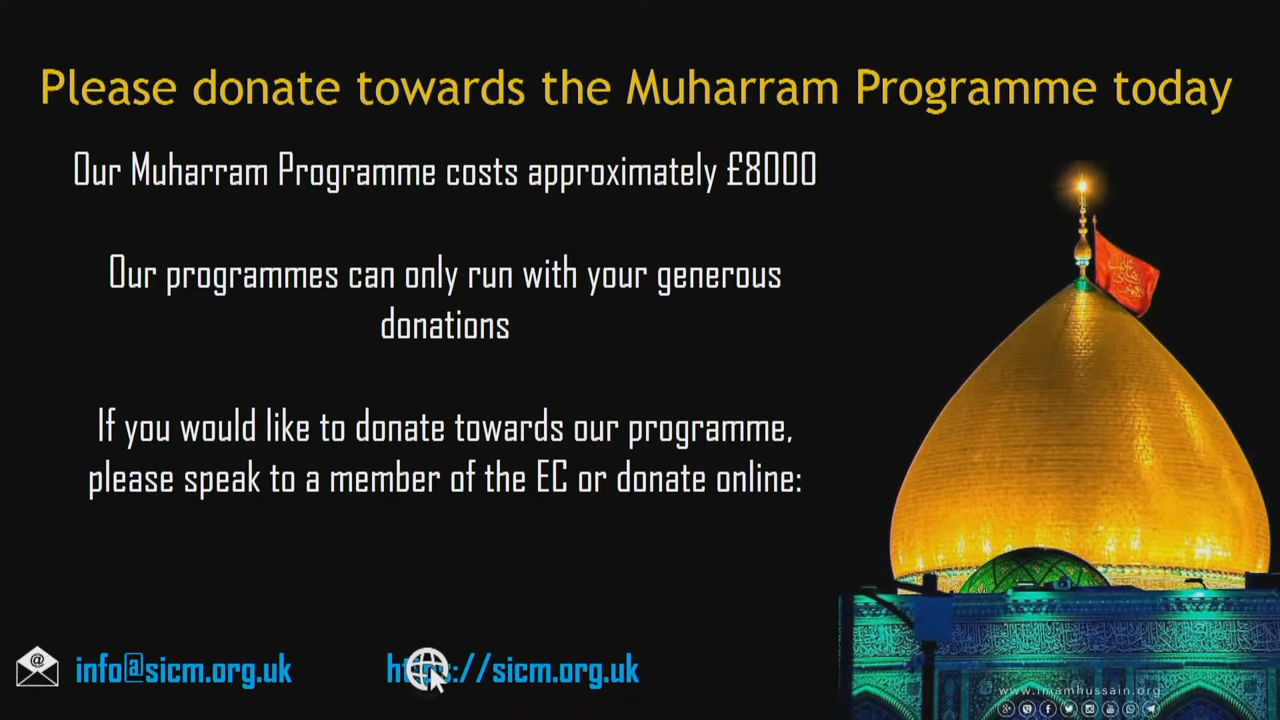 Please donate towards the Muharram Programme today
Our Muharram Programme costs approximately £8000
Our programmes can only run with your generous
donations
If you would like to donate towards our programme,
please speak to a member of the EC or donate online:
info@sicm.org.uk
https://sicm.org.uk
www.imamhussain.org